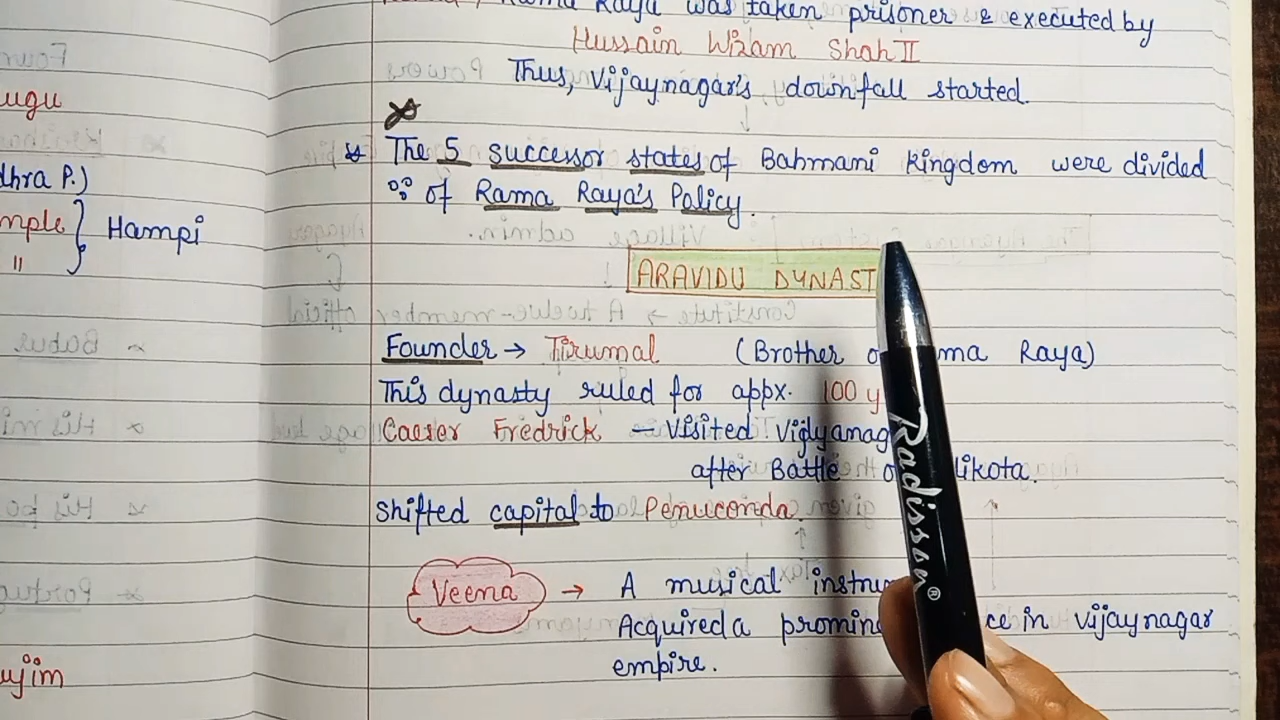 Rama Raya was taken prisoner & executed by
Hussain Nizam Shah II
Thus, Vijaynagar's downfall started.
The 5 successor states of Bahmani Kingdom were divided
∵ of Rama Raya's Policy.
ARAVIDU DYNAST
Founder → Tirumal (Brother o ma Raya)
This dynasty ruled for appx. 100 y
Caeser Fredrick – Visited Vidyanag
after Battle o likota.
Shifted capital to Penuconda.
Veena → A musical instru
Acquired a promine ce in Vijaynagar
empire.
ugu
dhra P.)
mple } Hampi
"
ujim
Radisson®